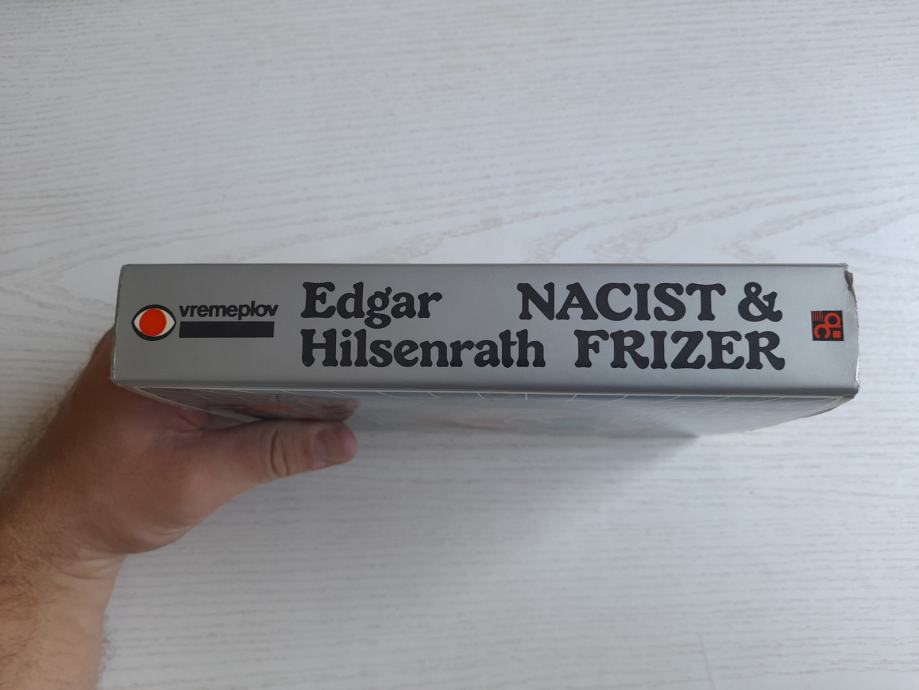 vremeplov
Edgar
Hilsenrath
NACIST &
FRIZER